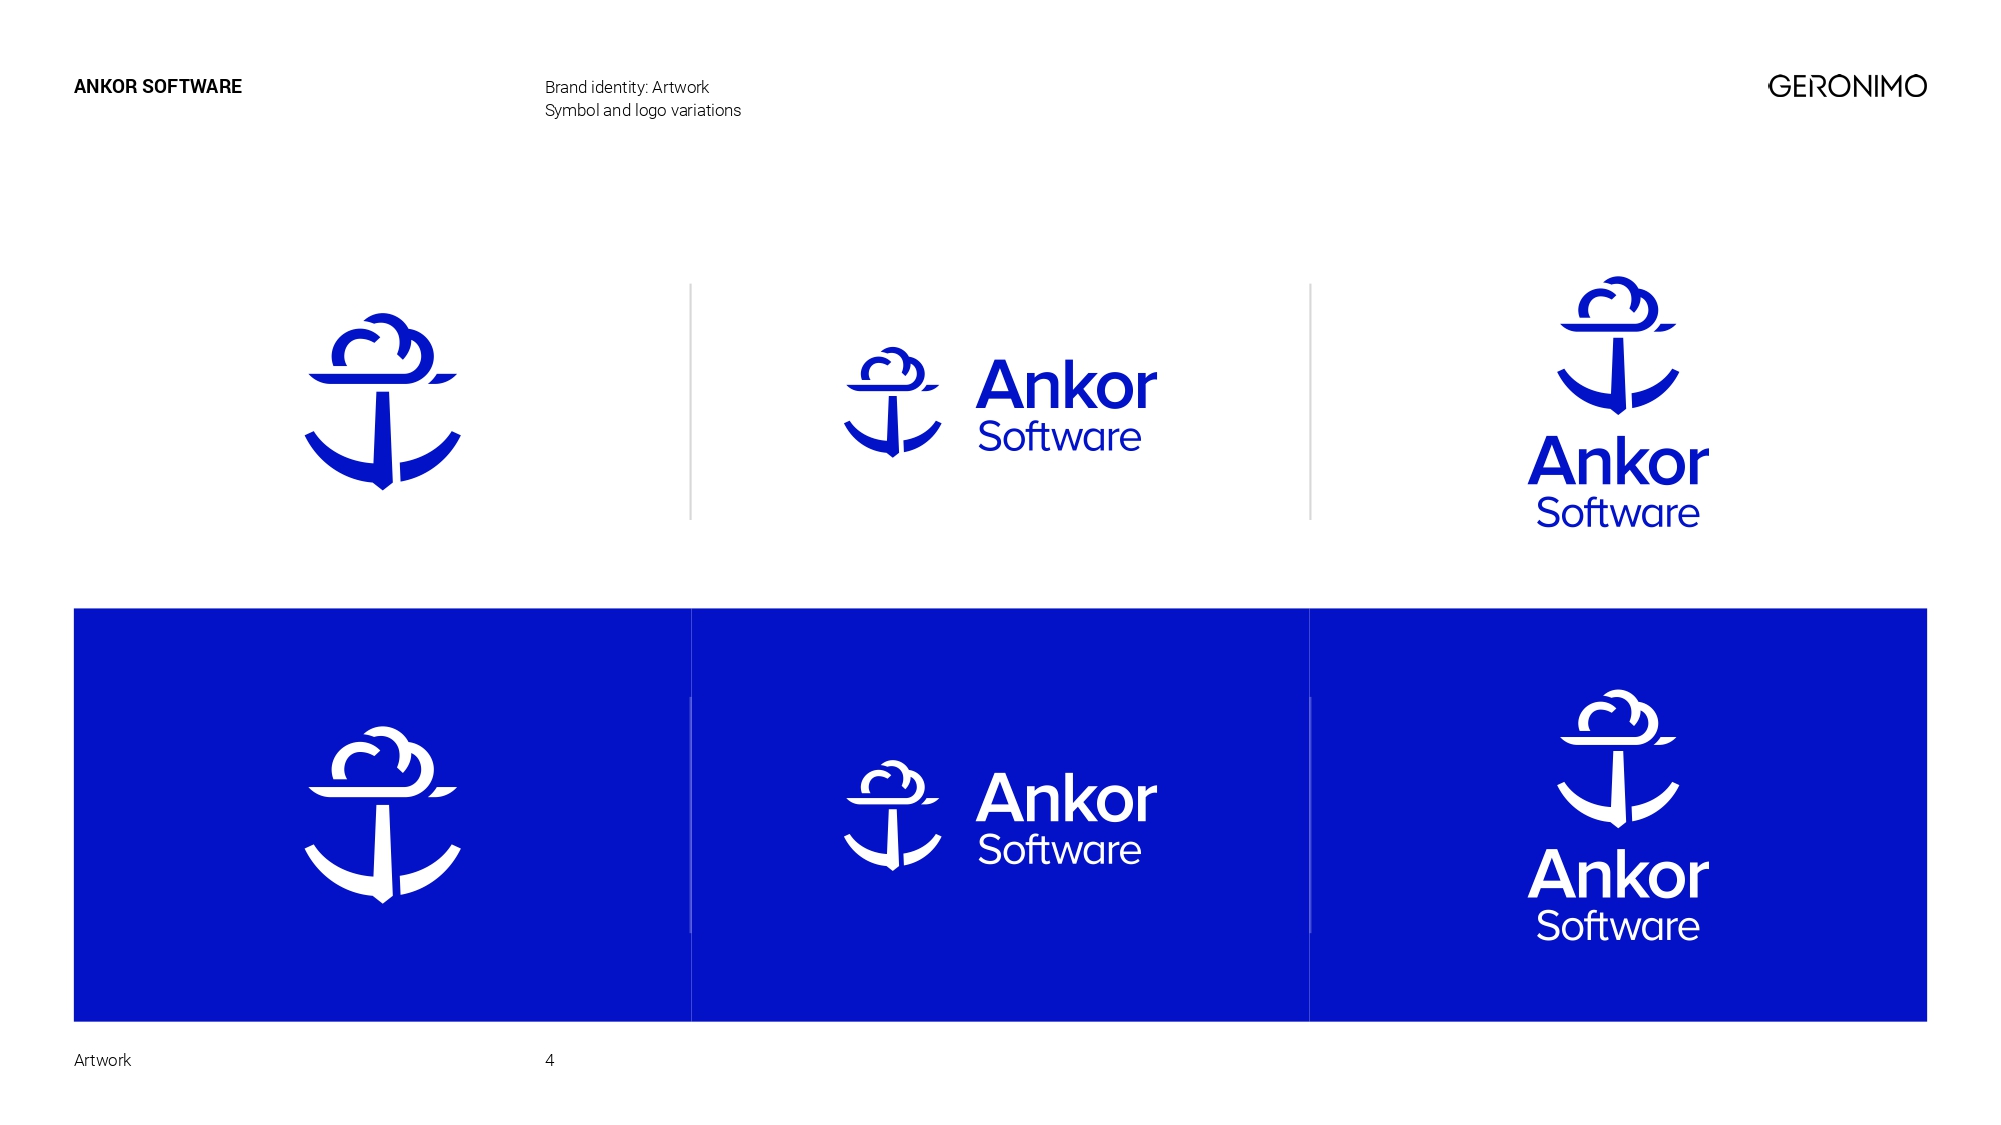 ANKOR SOFTWARE
Brand identity: Artwork
Symbol and logo variations
GERONIMO
Ankor
Software
Ankor
Software
Ankor
Software
Ankor
Software
Artwork
4